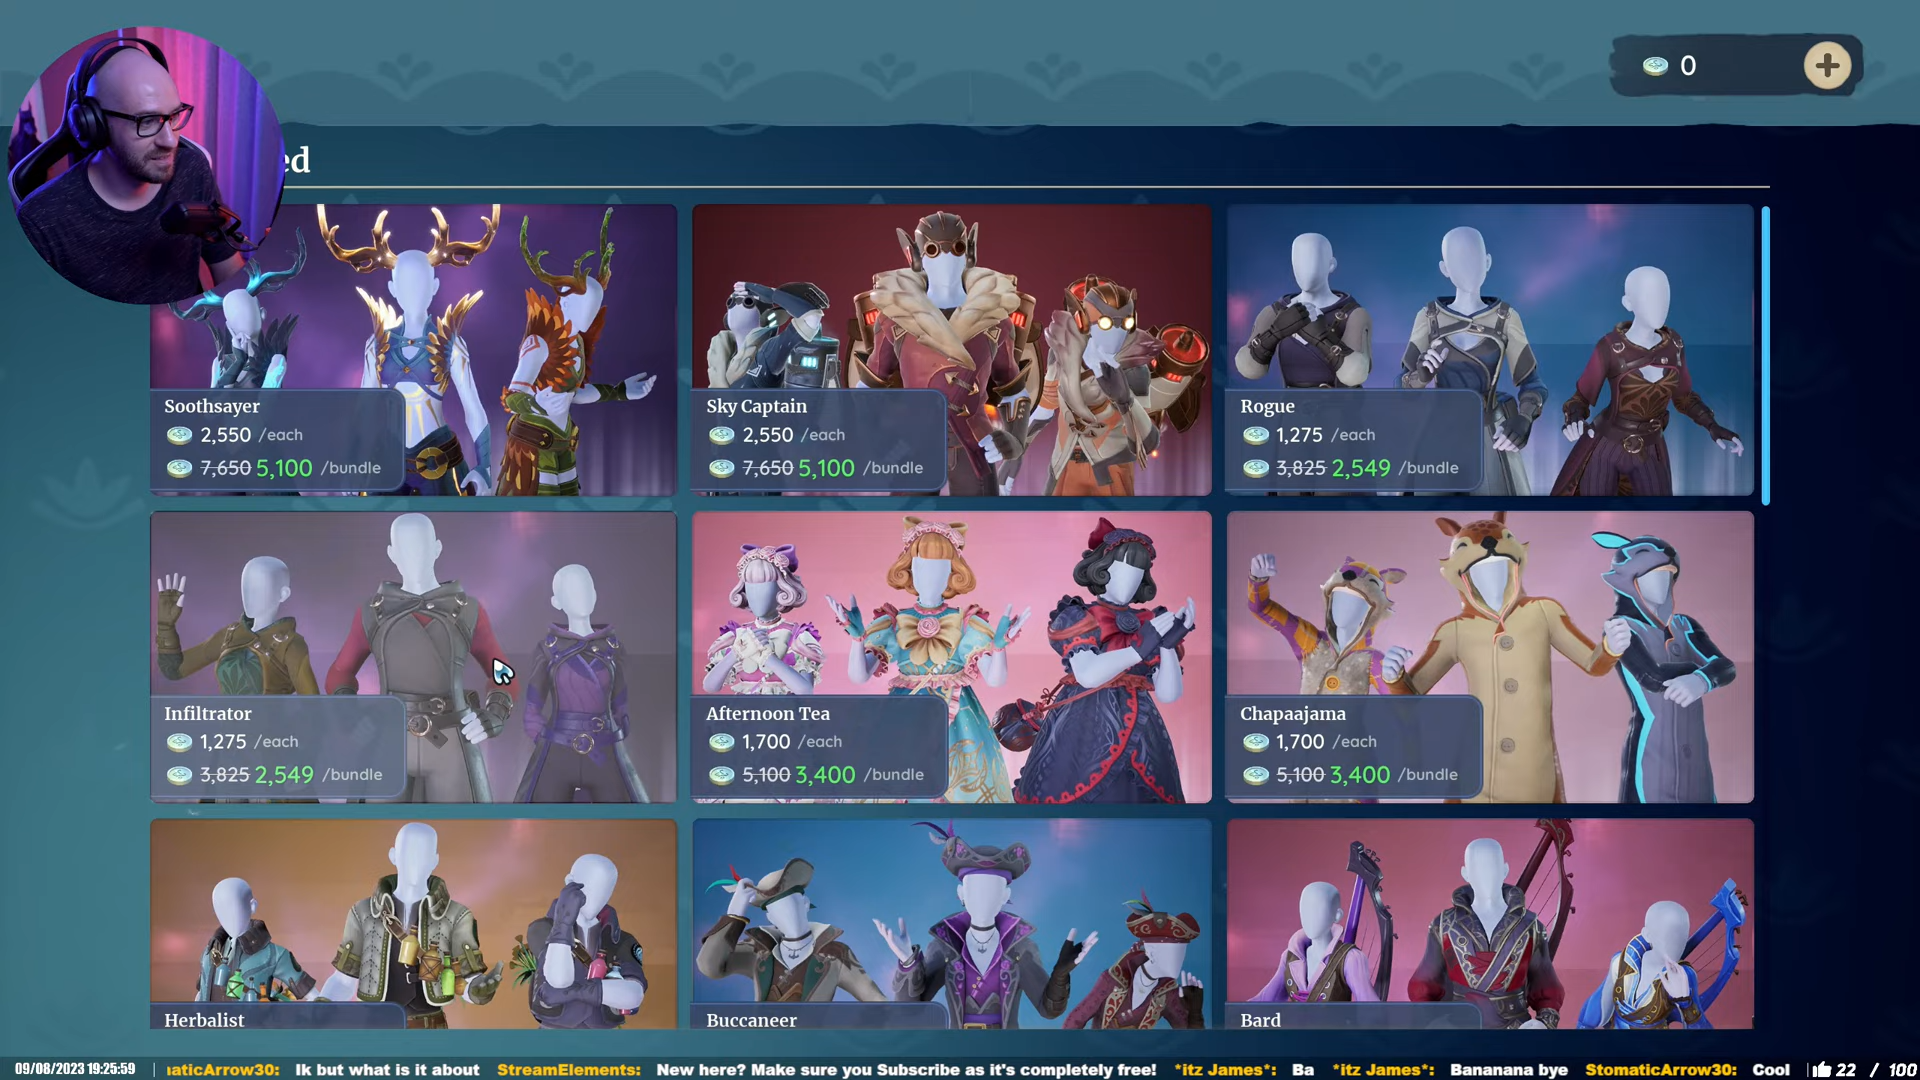 0
ed
Soothsayer
2,550 /each
7,650 5,100 /bundle
Sky Captain
2,550 /each
7,650 5,100 /bundle
Rogue
1,275 /each
3,825 2,549 /bundle
Infiltrator
1,275 /each
3,825 2,549 /bundle
Afternoon Tea
1,700 /each
5,100 3,400 /bundle
Chapaajama
1,700 /each
5,100 3,400 /bundle
Herbalist
Buccaneer
Bard
09/08/2023 19:25:59 | maticArrow30: Ik but what is it about StreamElements: New here? Make sure you Subscribe as it's completely free! *itz James*: Ba *itz James*: Bananana bye StomaticArrow30: Cool | 22 / 100